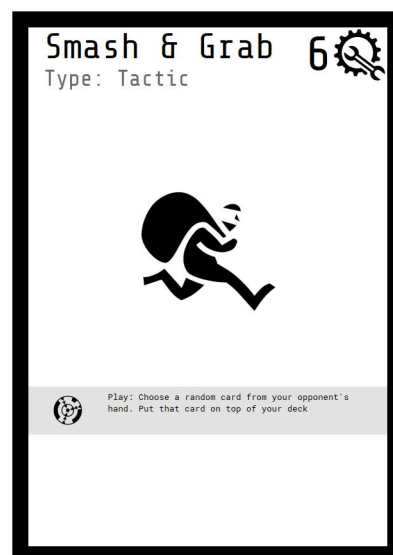 Smash & Grab 6
Type: Tactic
Play: Choose a random card from your opponent's
hand. Put that card on top of your deck